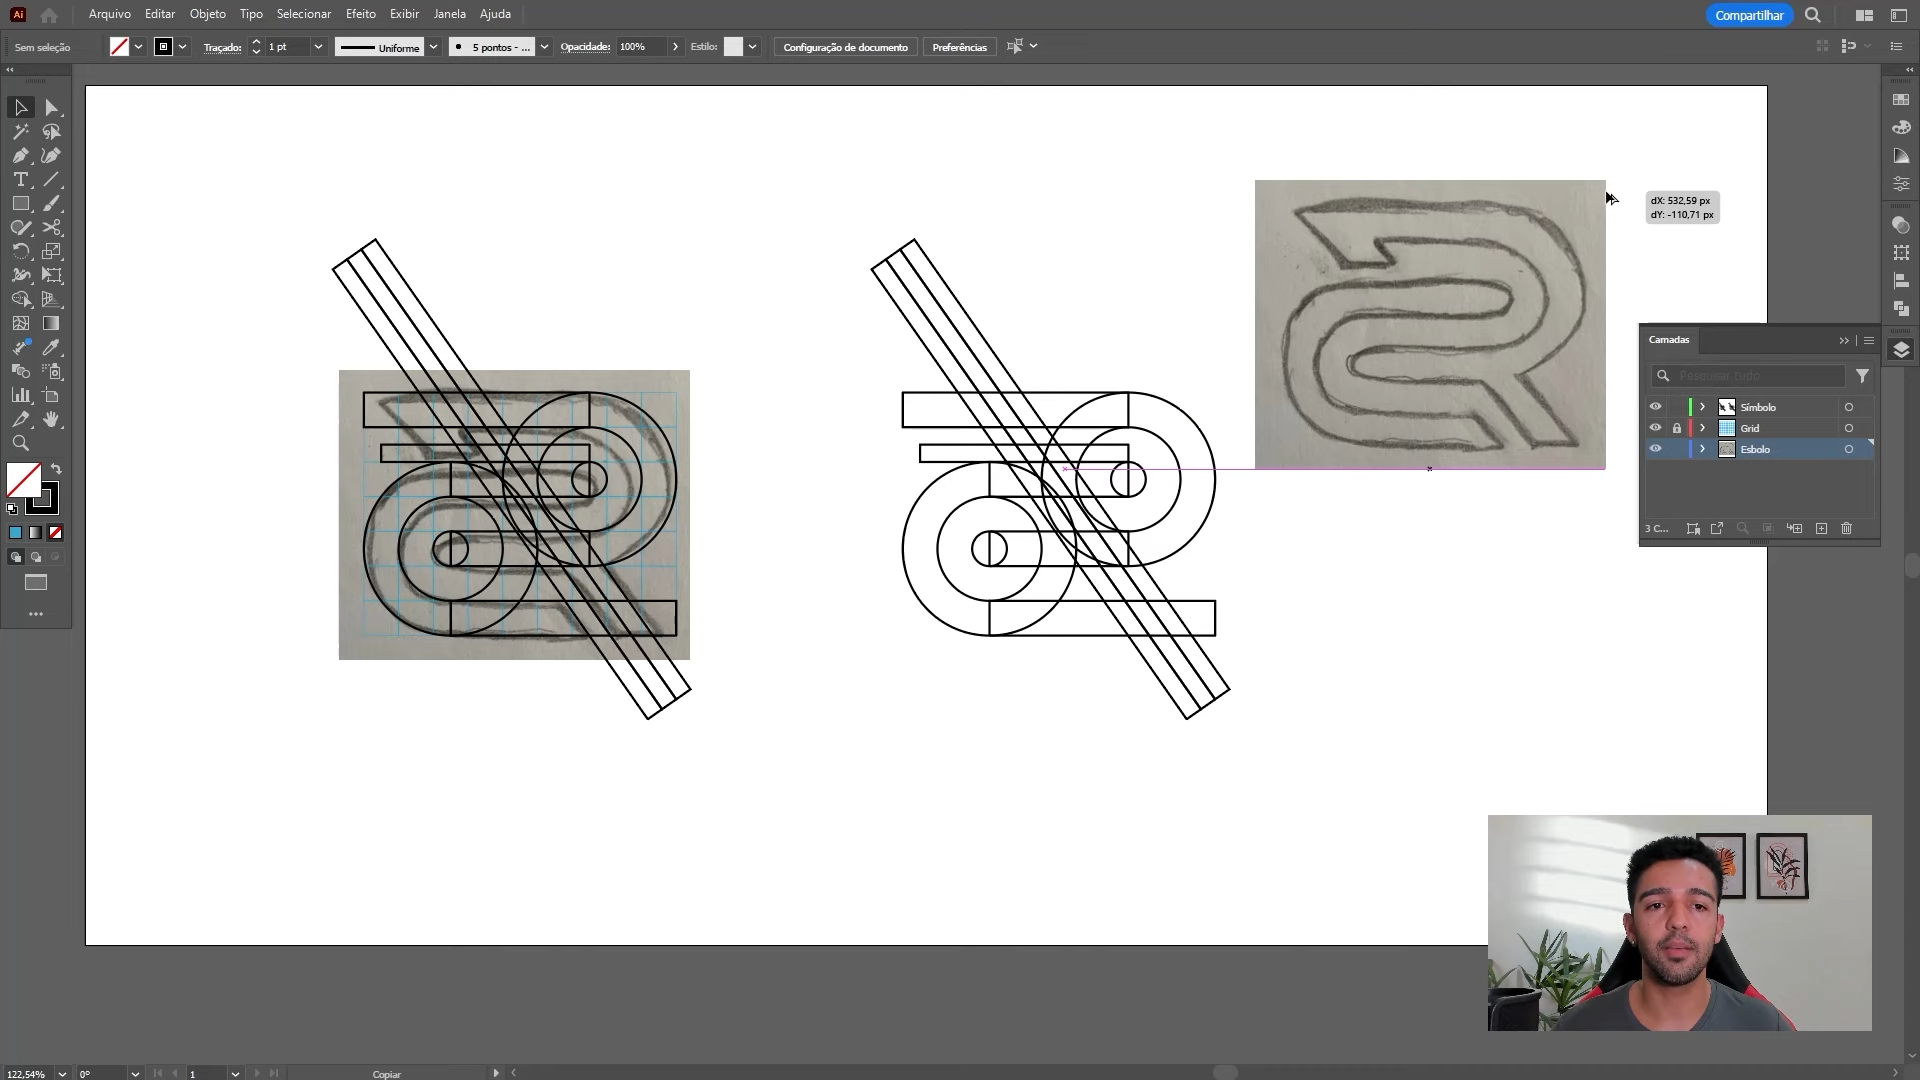 Ai
Arquivo Editar Objeto Tipo Selecionar Efeito Exibir Janela Ajuda
Compartilhar
Sem seleção
Traçado: 1 pt
Uniforme
5 pontos - ...
Opacidade: 100%
Estilo:
Configuração de documento
Preferências
dX: 532,59 px
dY: -110,71 px
Camadas
Pesquisar tudo
Símbolo
Grid
Esbolo
3 C...
122,54%
0°
1
Copiar